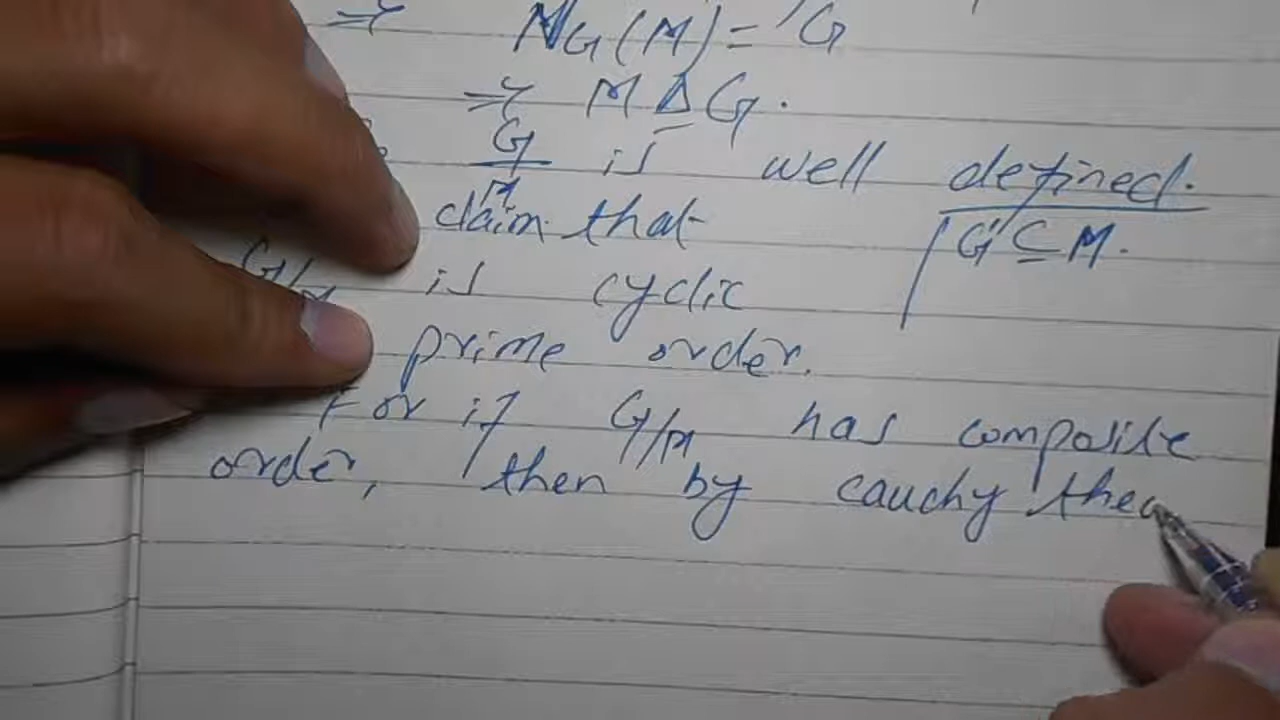 ⇒ NG(M) = G
⇒ M ⊴ G.
G/M is well defined.
claim that G' ⊆ M.
G/M is cyclic
prime order.
For if G/M has composite
order, then by cauchy theo